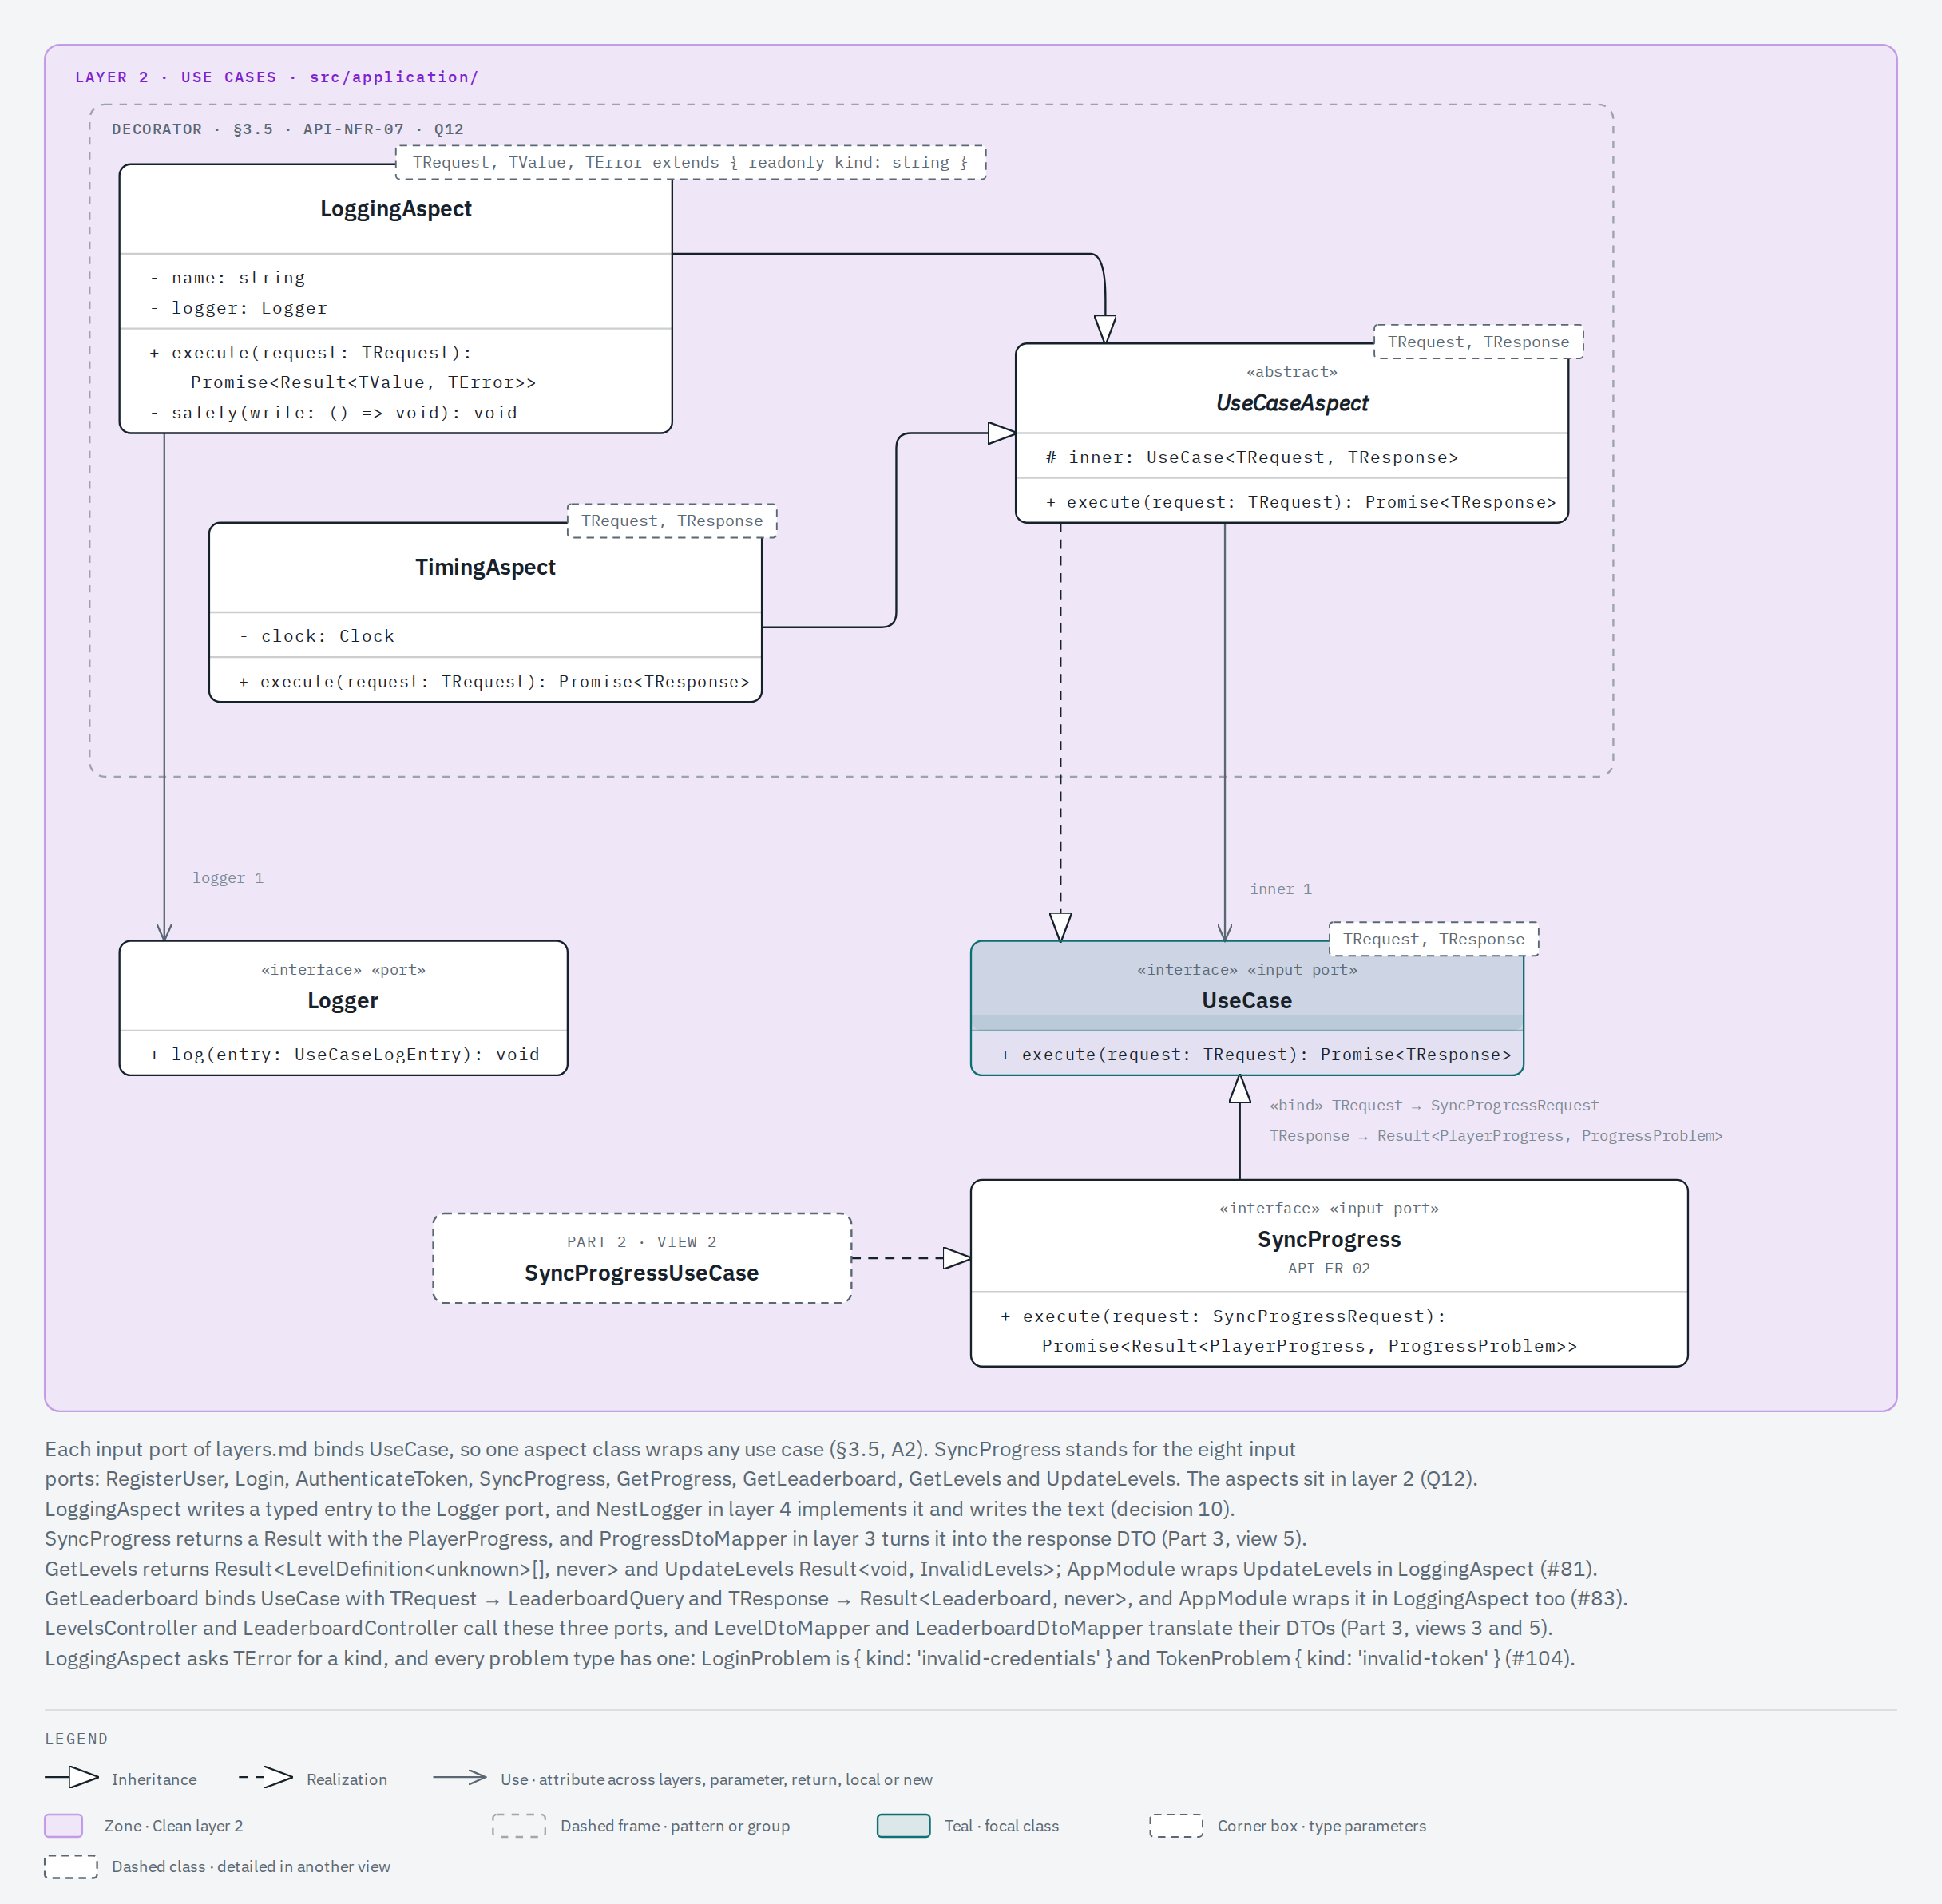 LAYER 2 · USE CASES · src/application/
DECORATOR · §3.5 · API-NFR-07 · Q12
TRequest, TValue, TError extends { readonly kind: string }
LoggingAspect
- name: string
- logger: Logger
+ execute(request: TRequest):
Promise<Result<TValue, TError>>
- safely(write: () => void): void
TRequest, TResponse
«abstract»
UseCaseAspect
# inner: UseCase<TRequest, TResponse>
+ execute(request: TRequest): Promise<TResponse>
TRequest, TResponse
TimingAspect
- clock: Clock
+ execute(request: TRequest): Promise<TResponse>
logger 1
inner 1
«interface» «port»
Logger
+ log(entry: UseCaseLogEntry): void
TRequest, TResponse
«interface» «input port»
UseCase
+ execute(request: TRequest): Promise<TResponse>
«bind» TRequest → SyncProgressRequest
TResponse → Result<PlayerProgress, ProgressProblem>
PART 2 · VIEW 2
SyncProgressUseCase
«interface» «input port»
SyncProgress
API-FR-02
+ execute(request: SyncProgressRequest):
Promise<Result<PlayerProgress, ProgressProblem>>
Each input port of layers.md binds UseCase, so one aspect class wraps any use case (§3.5, A2). SyncProgress stands for the eight input
ports: RegisterUser, Login, AuthenticateToken, SyncProgress, GetProgress, GetLeaderboard, GetLevels and UpdateLevels. The aspects sit in layer 2 (Q12).
LoggingAspect writes a typed entry to the Logger port, and NestLogger in layer 4 implements it and writes the text (decision 10).
SyncProgress returns a Result with the PlayerProgress, and ProgressDtoMapper in layer 3 turns it into the response DTO (Part 3, view 5).
GetLevels returns Result<LevelDefinition<unknown>[], never> and UpdateLevels Result<void, InvalidLevels>; AppModule wraps UpdateLevels in LoggingAspect (#81).
GetLeaderboard binds UseCase with TRequest → LeaderboardQuery and TResponse → Result<Leaderboard, never>, and AppModule wraps it in LoggingAspect too (#83).
LevelsController and LeaderboardController call these three ports, and LevelDtoMapper and LeaderboardDtoMapper translate their DTOs (Part 3, views 3 and 5).
LoggingAspect asks TError for a kind, and every problem type has one: LoginProblem is { kind: 'invalid-credentials' } and TokenProblem { kind: 'invalid-token' } (#104).
LEGEND
Inheritance
Realization
Use · attribute across layers, parameter, return, local or new
Zone · Clean layer 2
Dashed frame · pattern or group
Teal · focal class
Corner box · type parameters
Dashed class · detailed in another view